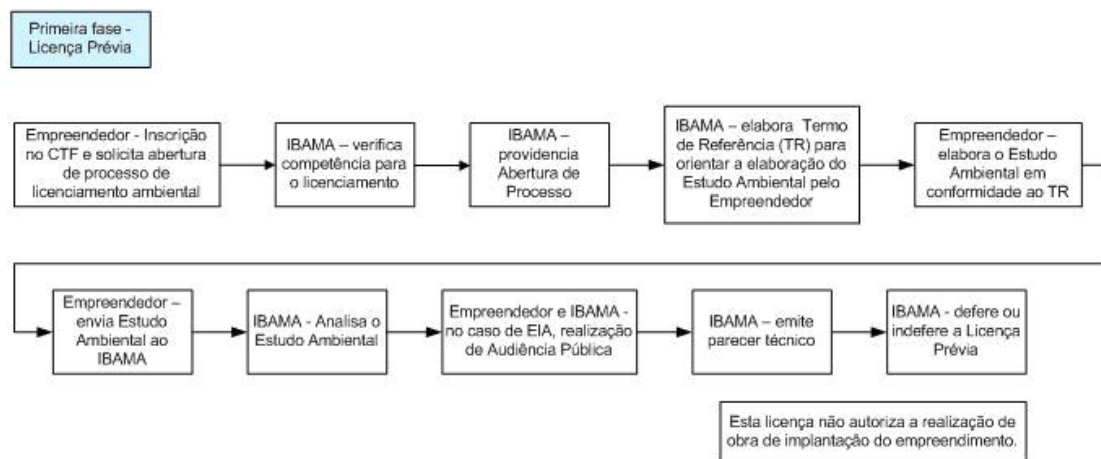 Primeira fase -
Licença Prévia
Empreendedor - Inscrição
no CTF e solicita abertura
de processo de
licenciamento ambiental
IBAMA – verifica
competência para
o licenciamento
IBAMA –
providencia
Abertura de
Processo
IBAMA – elabora Termo
de Referência (TR) para
orientar a elaboração do
Estudo Ambiental pelo
Empreendedor
Empreendedor –
elabora o Estudo
Ambiental em
conformidade ao TR
Empreendedor –
envia Estudo
Ambiental ao
IBAMA
IBAMA - Analisa o
Estudo Ambiental
Empreendedor e IBAMA -
no caso de EIA, realização
de Audiência Pública
IBAMA – emite
parecer técnico
IBAMA - defere ou
indefere a Licença
Prévia
Esta licença não autoriza a realização de
obra de implantação do empreendimento.